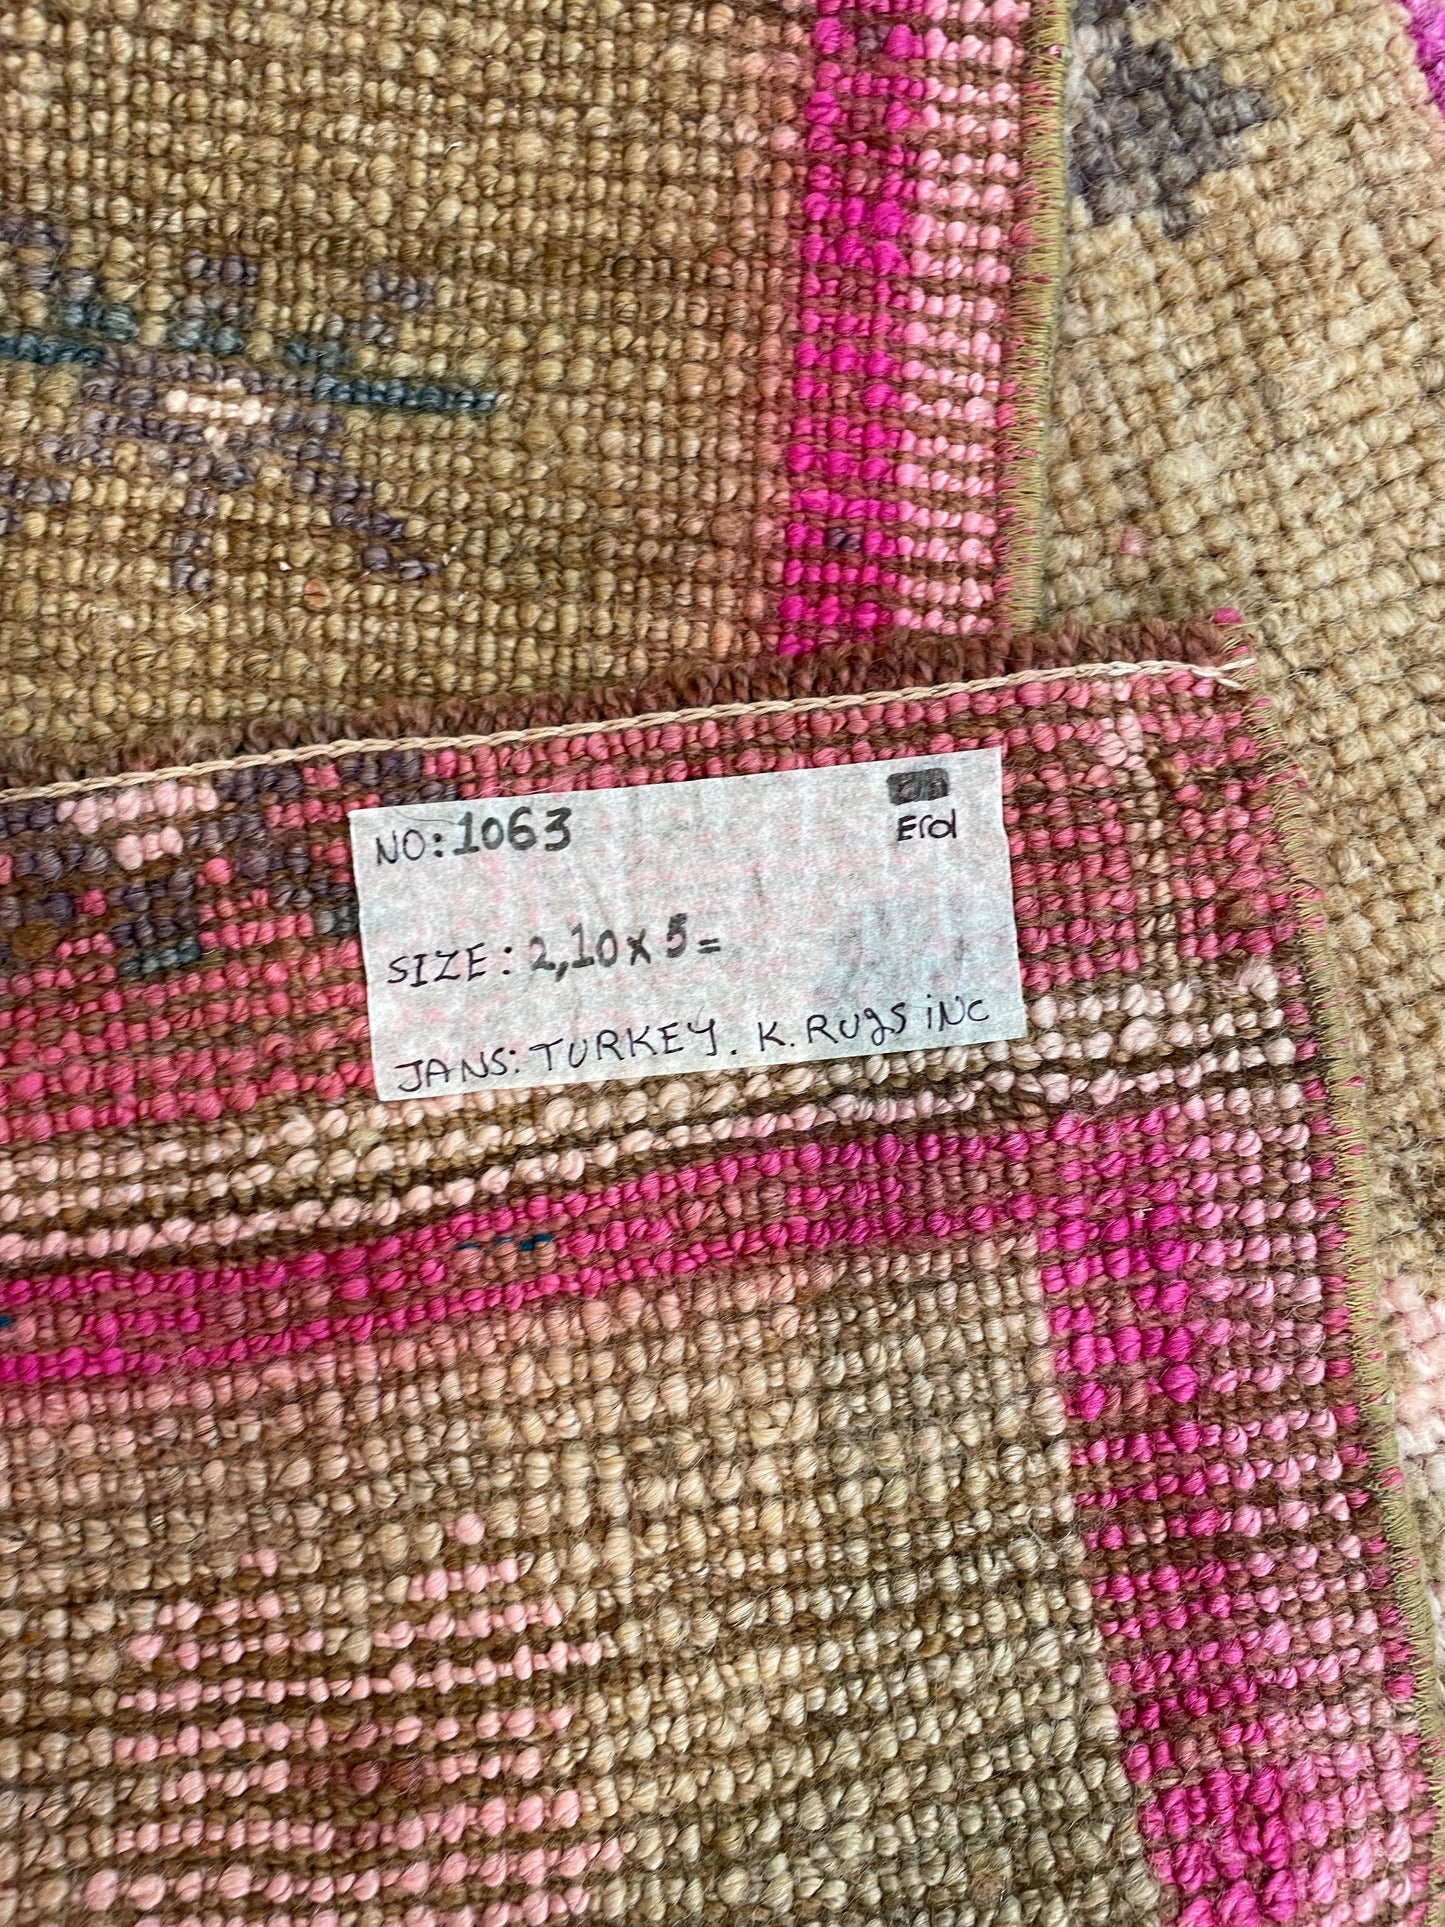 NO: 1063
Erol
SIZE: 2,10 x 5=
JANS: TURKEY. K. RUgS iNC